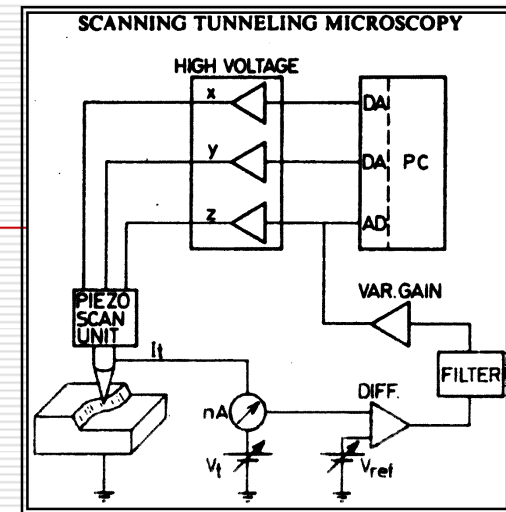 SCANNING TUNNELING MICROSCOPY
HIGH VOLTAGE
x
DA
y
DA
PC
z
AD
VAR. GAIN
PIEZO
SCAN
UNIT
It
FILTER
DIFF.
nA
Vt
Vref